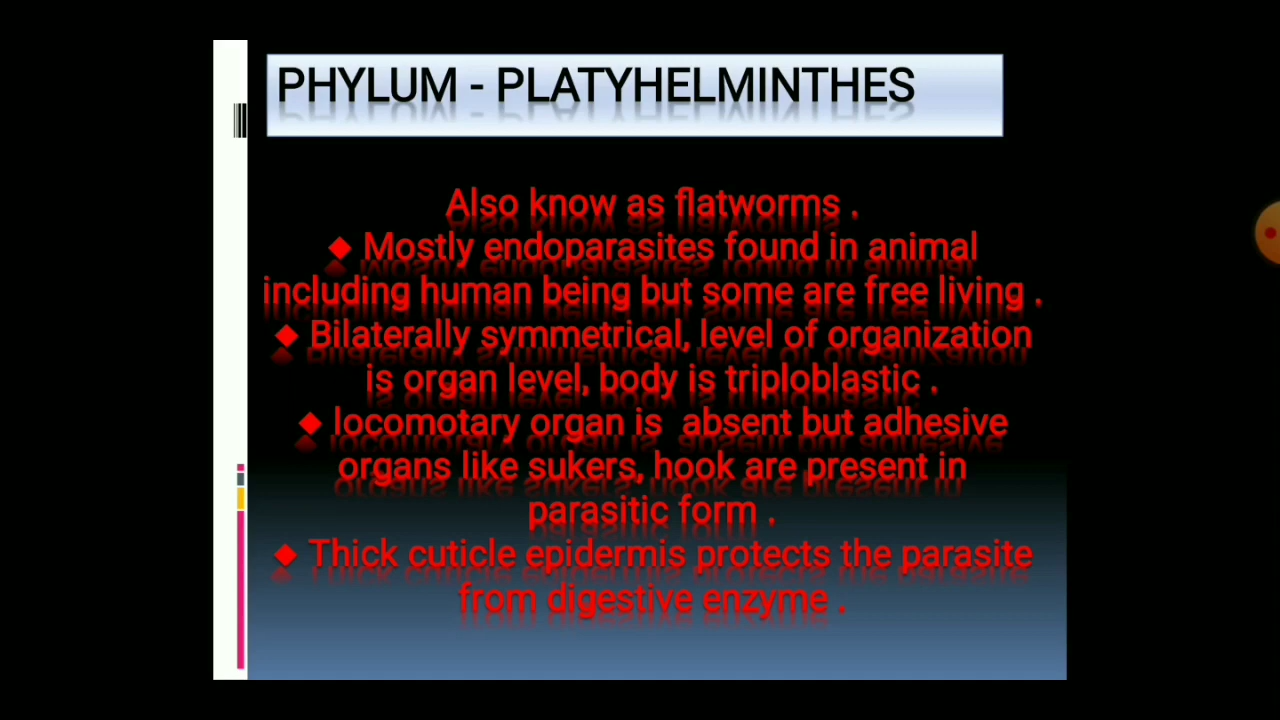 PHYLUM - PLATYHELMINTHES
Also know as flatworms .
◆ Mostly endoparasites found in animal
including human being but some are free living .
◆ Bilaterally symmetrical, level of organization
is organ level, body is triploblastic .
◆ locomotary organ is  absent but adhesive
organs like sukers, hook are present in
parasitic form .
◆ Thick cuticle epidermis protects the parasite
from digestive enzyme .